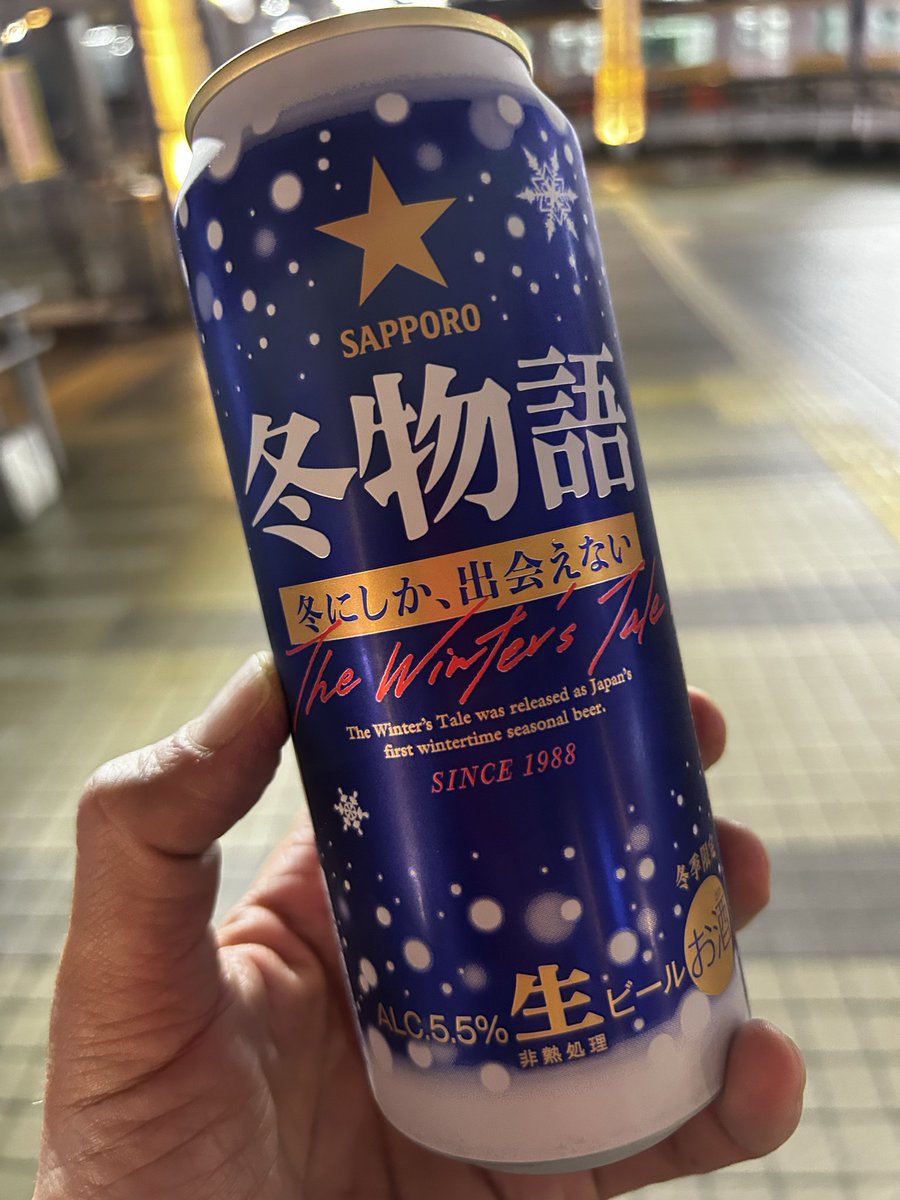 SAPPORO
冬物語
冬にしか、出会えない
The Winter's Tale
The Winter's Tale was released as Japan's
first wintertime seasonal beer.
SINCE 1988
冬季限定
お酒
ALC.5.5% 生ビール
非熱処理